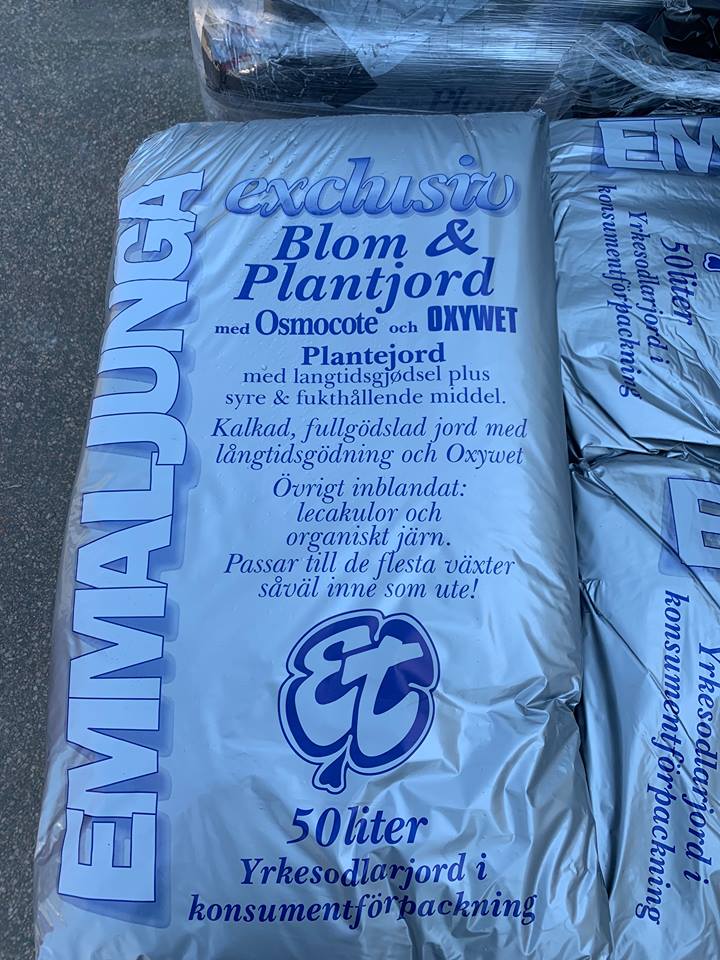 EMMALJUNGA
exclusiv
Blom &
Plantjord
med Osmocote och OXYWET
Plantejord
med langtidsgjødsel plus
syre & fukthållende middel.
Kalkad, fullgödslad jord med
långtidsgödning och Oxywet
Övrigt inblandat:
lecakulor och
organiskt järn.
Passar till de flesta växter
såväl inne som ute!
Et
50liter
Yrkesodlarjord i
konsumentförpackning
EM
50liter
Yrkesodlarjord i
konsumentförpackning
E
Yrkesodlarjord i
konsumentförpackning